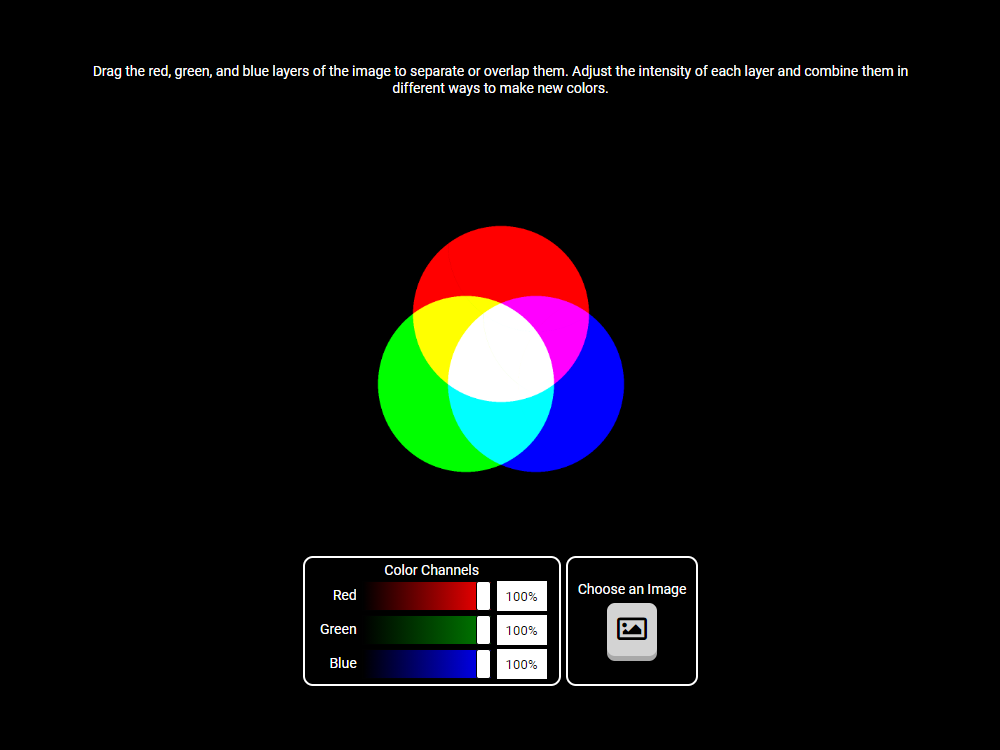 Drag the red, green, and blue layers of the image to separate or overlap them. Adjust the intensity of each layer and combine them in
different ways to make new colors.
Color Channels
Red 100%
Green 100%
Blue 100%
Choose an Image